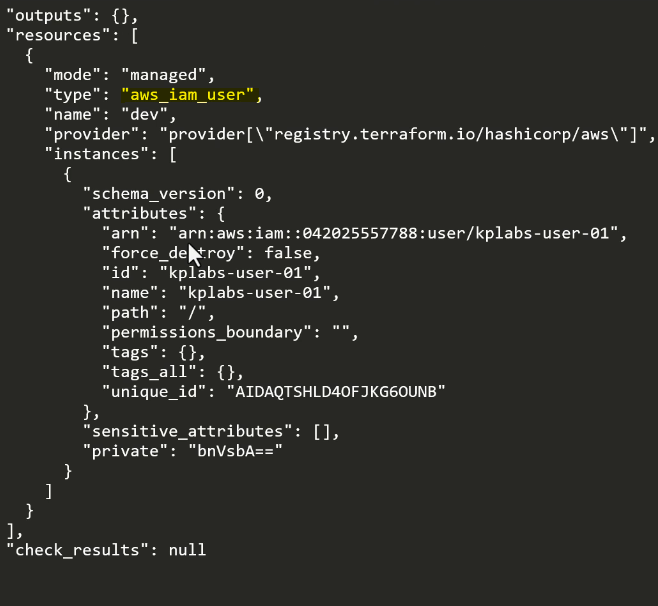 "outputs": {},
"resources": [
{
"mode": "managed",
"type": "aws_iam_user",
"name": "dev",
"provider": "provider[\"registry.terraform.io/hashicorp/aws\"]",
"instances": [
{
"schema_version": 0,
"attributes": {
"arn": "arn:aws:iam::042025557788:user/kplabs-user-01",
"force_destroy": false,
"id": "kplabs-user-01",
"name": "kplabs-user-01",
"path": "/",
"permissions_boundary": "",
"tags": {},
"tags_all": {},
"unique_id": "AIDAQTSHLD4OFJKG6OUNB"
},
"sensitive_attributes": [],
"private": "bnVsbA=="
}
]
}
],
"check_results": null